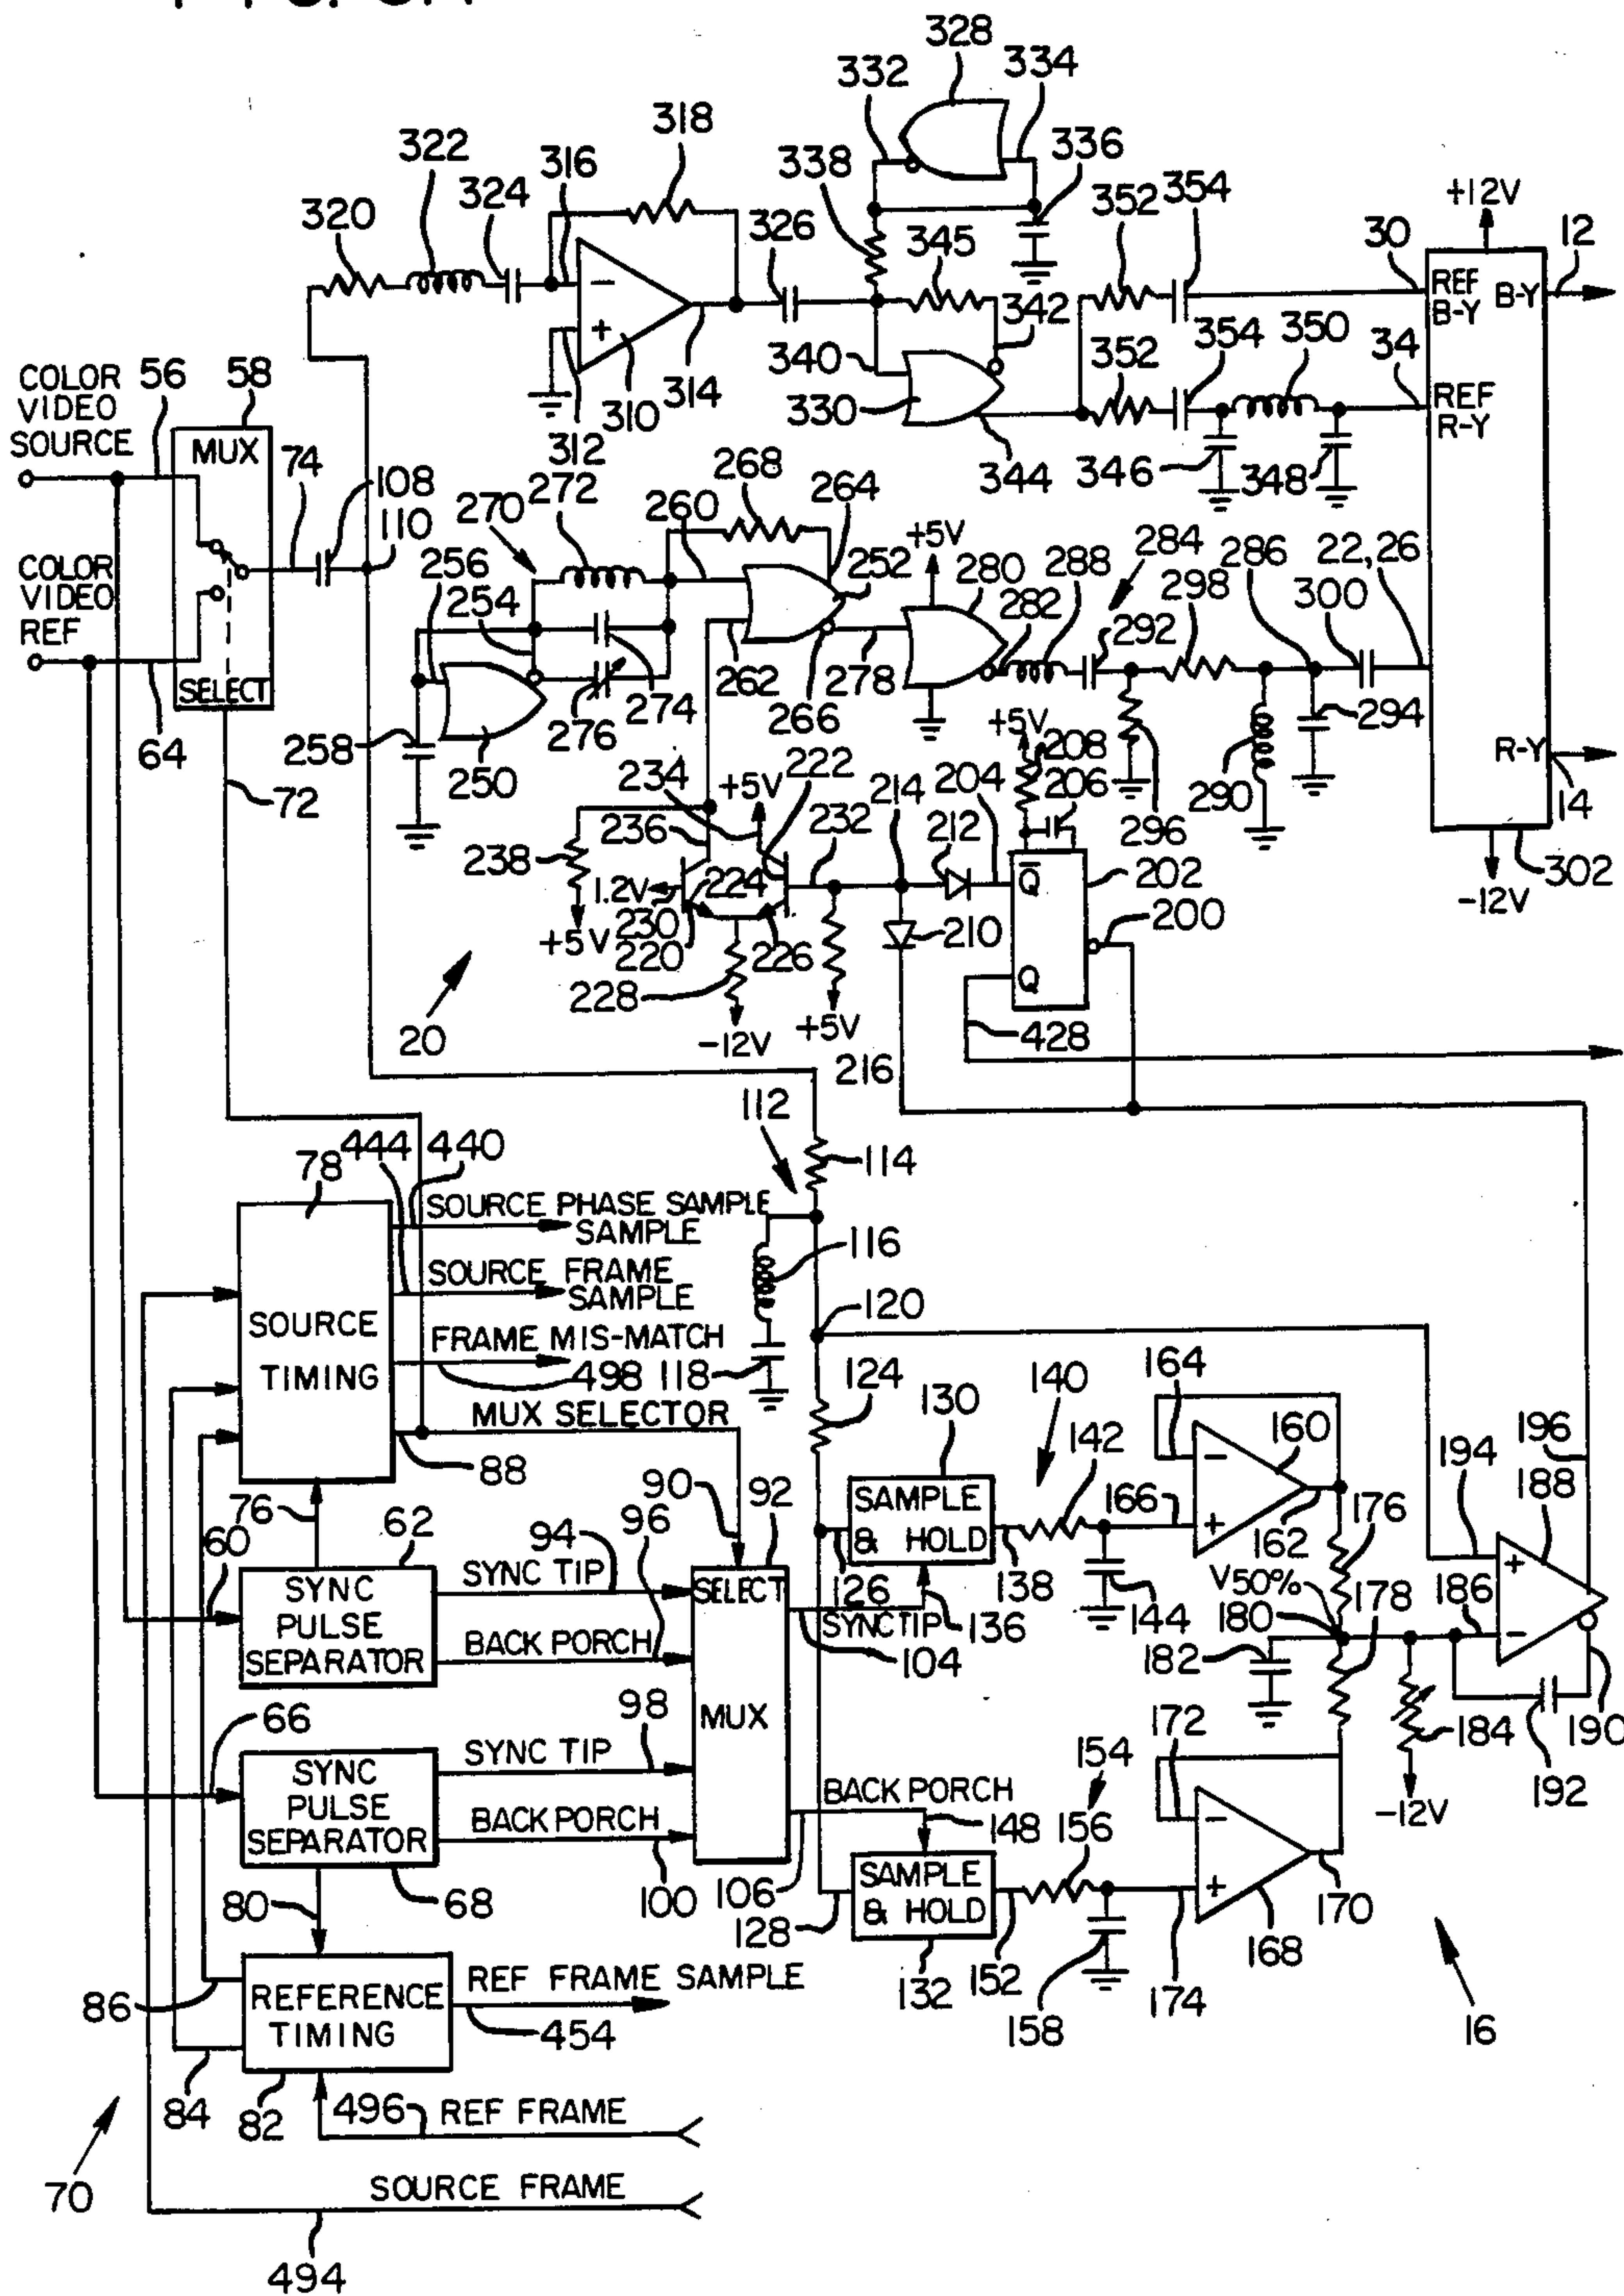 328
332
334
318
322
316
336
338
320
324
326
352
354
+12V
345
30
12
REF
B-Y
B-Y
342
354
350
34
340
352
REF
R-Y
COLOR
VIDEO
SOURCE
56
58
MUX
74
108
110
330
314
310
312
346
348
344
268
272
270
260
264
+5V
284
252
280
288
286
22,26
COLOR
VIDEO
REF
256
254
298
300
292
282
262
278
SELECT
276
274
266
294
R-Y
258
64
250
234
222
+5V
208
+5V
206
290
14
72
236
214
204
296
232
212
238
224
Q̄
202
302
1.2V
-12V
230
200
+5V
220
226
210
228
Q
20
-12V
+5V
428
216
112
444
440
78
114
SOURCE PHASE SAMPLE
SAMPLE
116
SOURCE FRAME
SAMPLE
120
SOURCE
TIMING
FRAME MIS-MATCH
498
118
164
124
130
140
MUX SELECTOR
160
142
196
88
90
92
194
188
76
62
94
96
SAMPLE
& HOLD
166
176
60
SYNC TIP
162
SYNC
PULSE
SEPARATOR
SELECT
126
138
V50%
186
178
SYNC TIP
136
144
180
BACK PORCH
104
182
MUX
66
98
190
172
184
SYNC TIP
154
SYNC
PULSE
SEPARATOR
192
BACK PORCH
-12V
BACK PORCH
148
156
80
68
100
106
SAMPLE
& HOLD
128
170
168
REF FRAME SAMPLE
132
152
174
86
REFERENCE
TIMING
158
454
16
84
82
496
REF FRAME
70
SOURCE FRAME
494